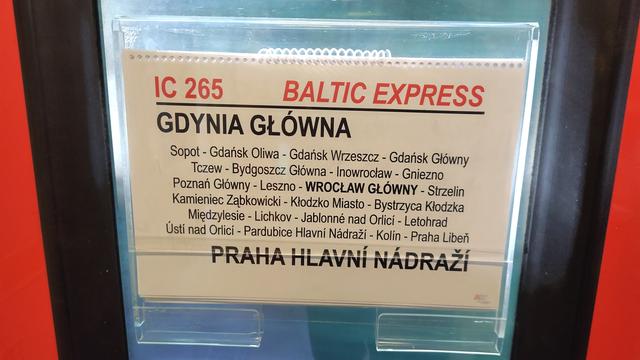 IC 265 BALTIC EXPRESS
GDYNIA GŁÓWNA
Sopot - Gdańsk Oliwa - Gdańsk Wrzeszcz - Gdańsk Główny
Tczew - Bydgoszcz Główna - Inowrocław - Gniezno
Poznań Główny - Leszno - WROCŁAW GŁÓWNY - Strzelin
Kamieniec Ząbkowicki - Kłodzko Miasto - Bystrzyca Kłodzka
Międzylesie - Lichkov - Jablonné nad Orlicí - Letohrad
Ústí nad Orlicí - Pardubice Hlavní Nádraží - Kolín - Praha Libeň
PRAHA HLAVNÍ NÁDRAŽÍ